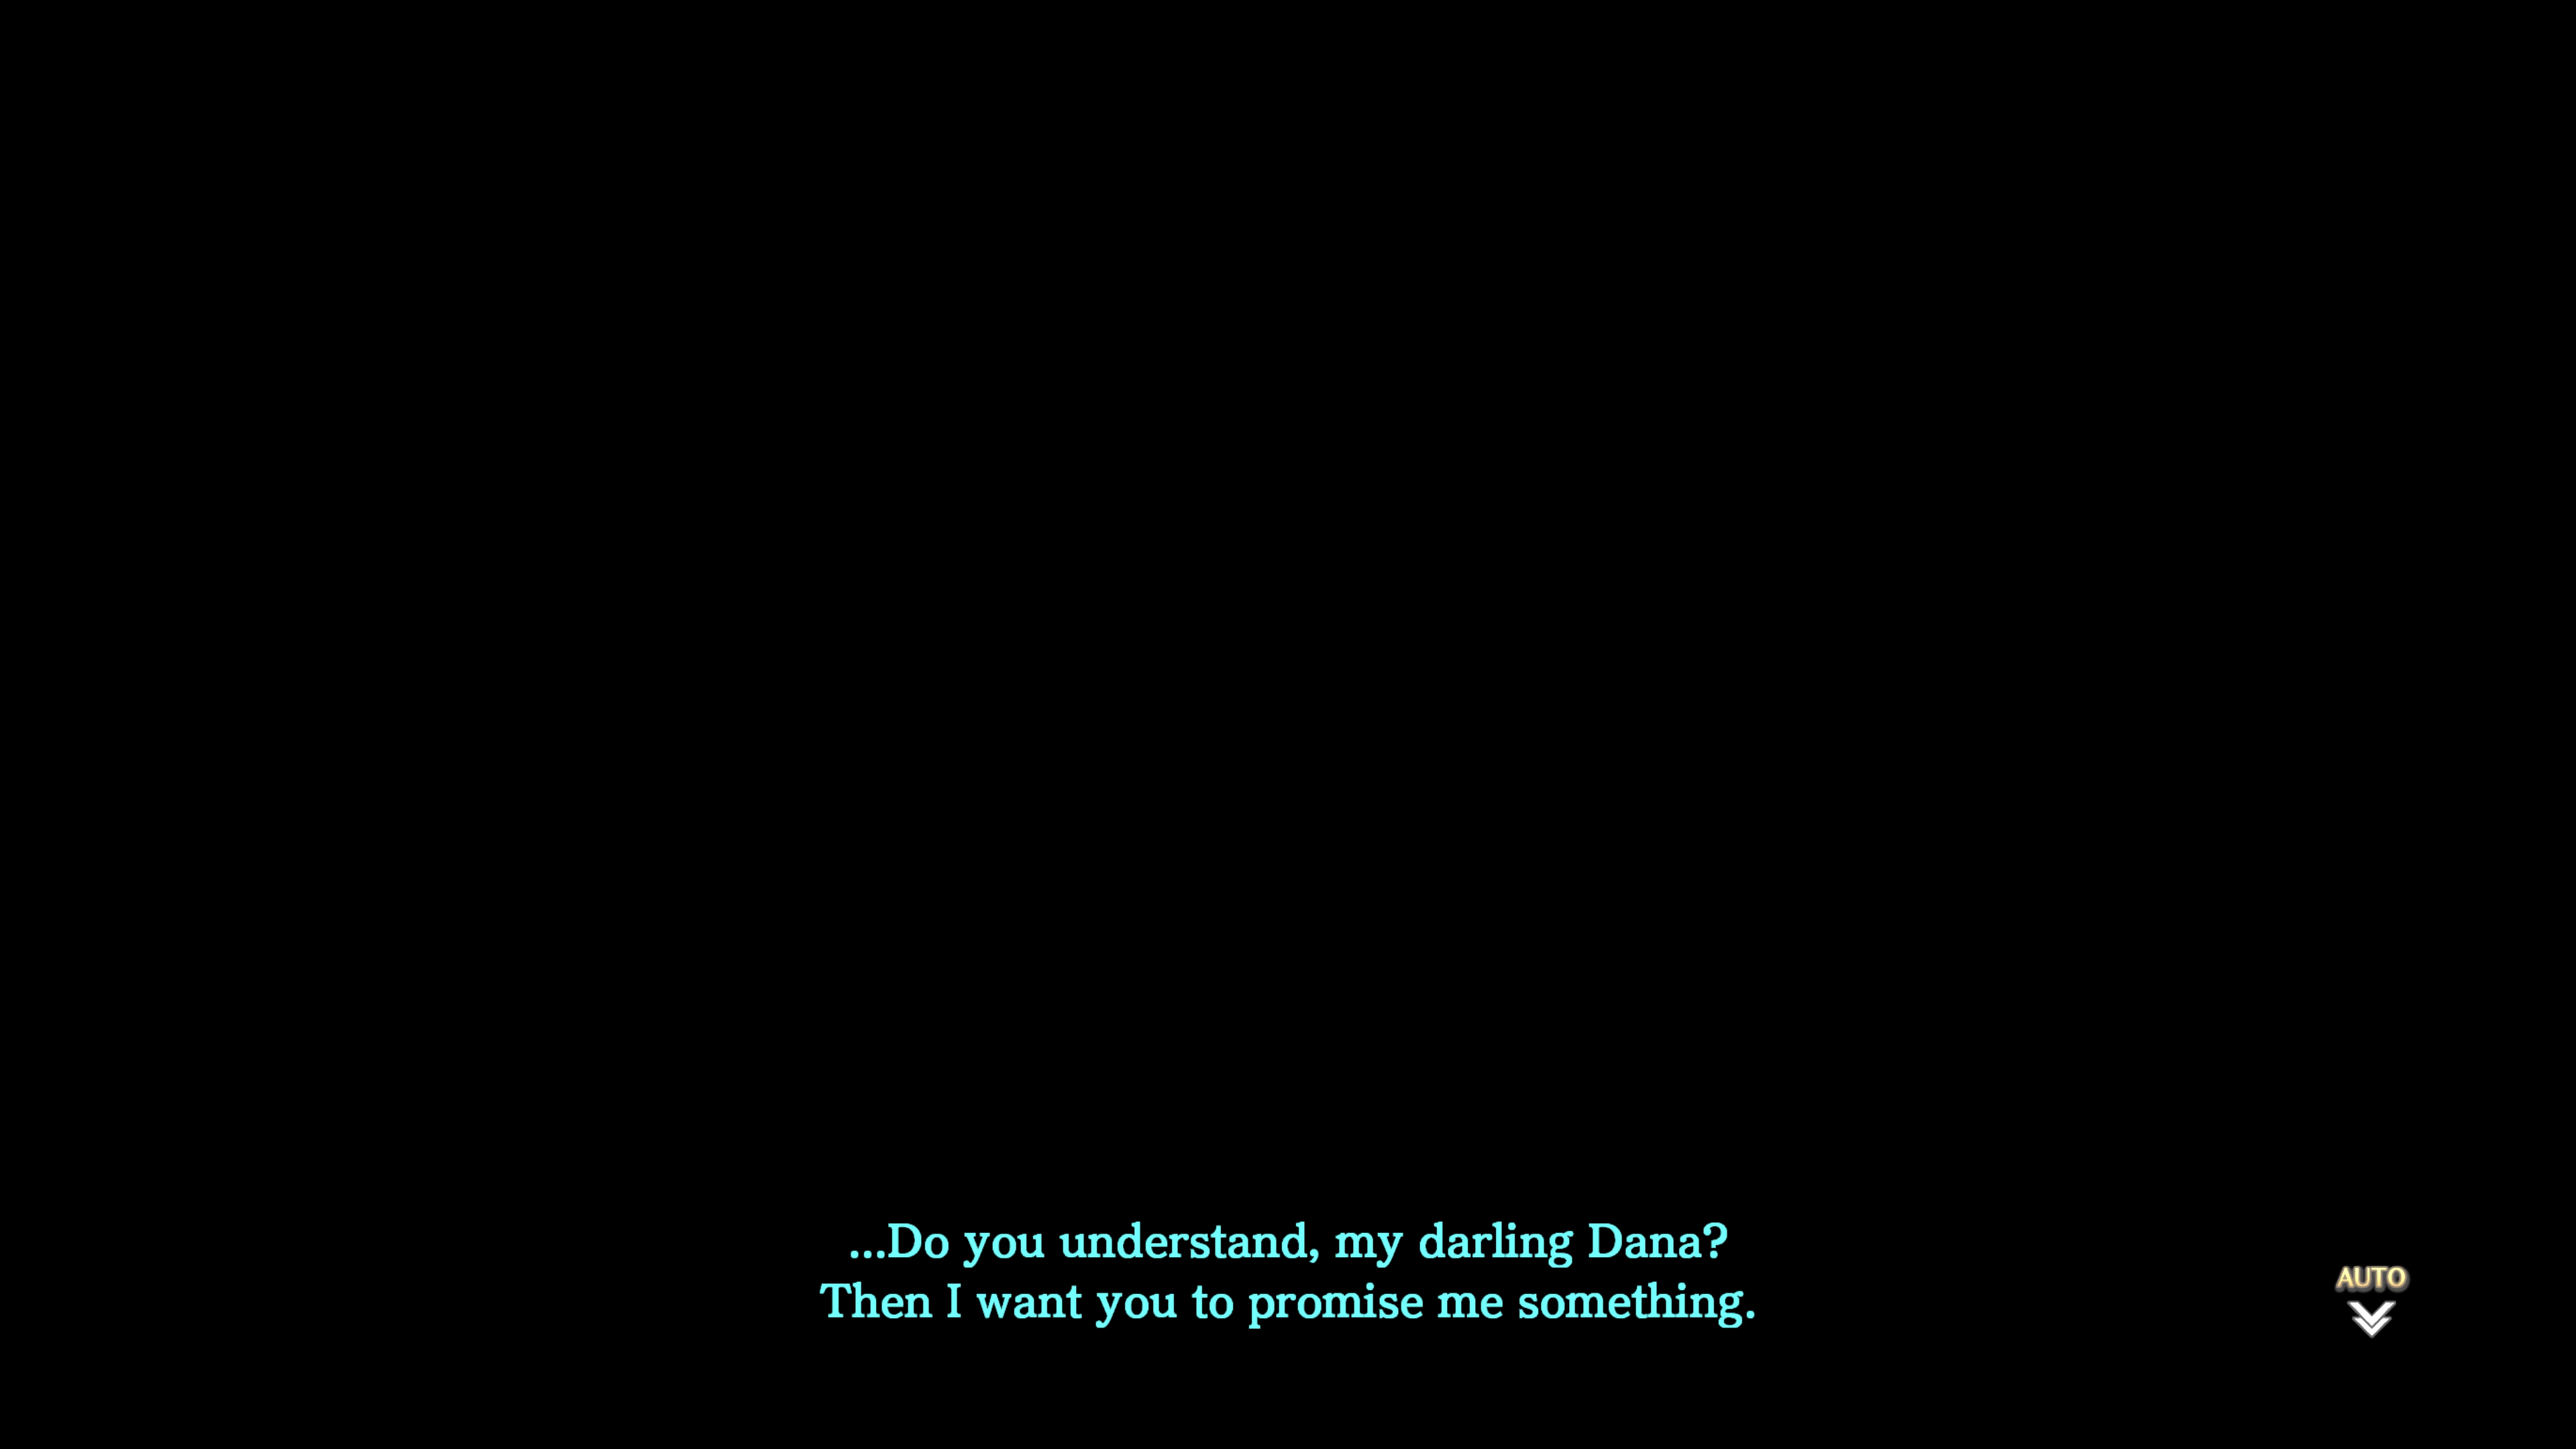 ...Do you understand, my darling Dana?
Then I want you to promise me something.
AUTO